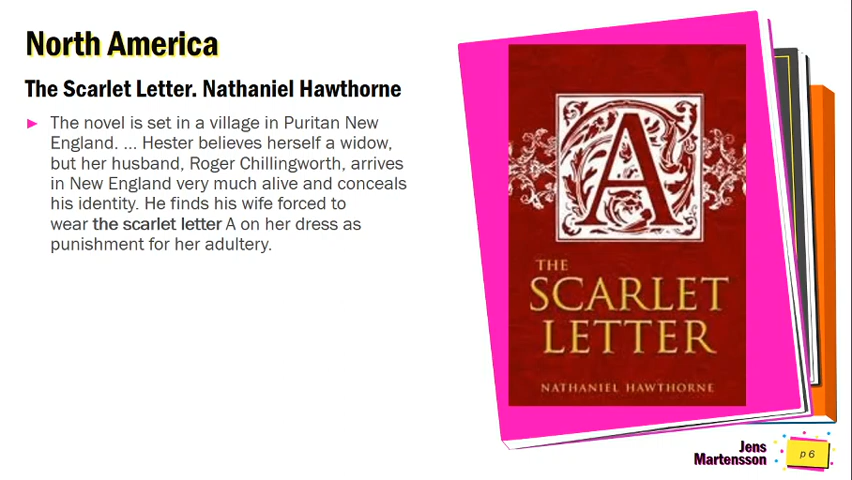 North America
The Scarlet Letter. Nathaniel Hawthorne
► The novel is set in a village in Puritan New
England. ... Hester believes herself a widow,
but her husband, Roger Chillingworth, arrives
in New England very much alive and conceals
his identity. He finds his wife forced to
wear the scarlet letter A on her dress as
punishment for her adultery.
A
THE
SCARLET
LETTER
NATHANIEL HAWTHORNE
Jens
Martensson
p 6